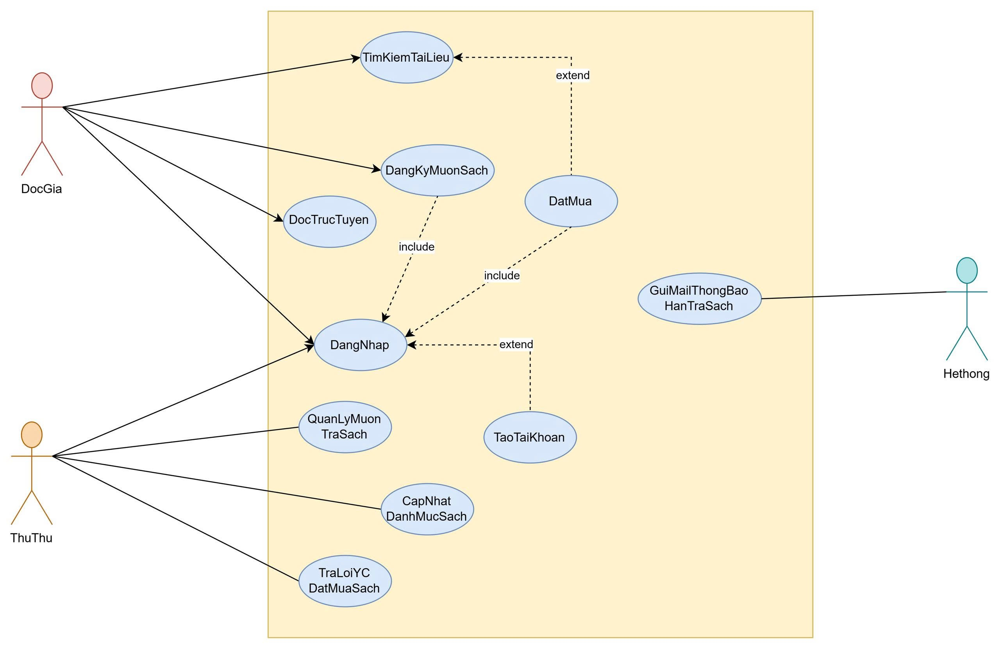 TimKiemTaiLieu
extend
DangKyMuonSach
DocGia
DatMua
DocTrucTuyen
include
include
GuiMailThongBao
HanTraSach
DangNhap
extend
Hethong
QuanLyMuon
TraSach
TaoTaiKhoan
CapNhat
DanhMucSach
ThuThu
TraLoiYC
DatMuaSach